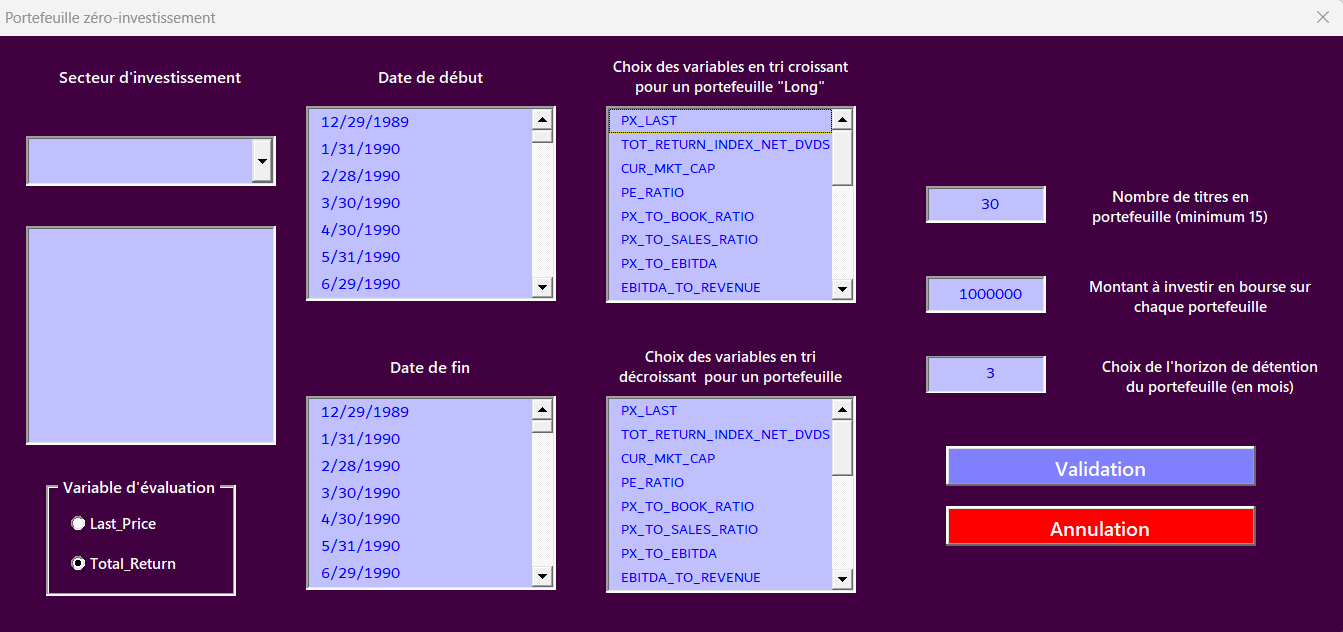 Portefeuille zéro-investissement
Secteur d'investissement
Variable d'évaluation
Last_Price
Total_Return
Date de début
12/29/1989
1/31/1990
2/28/1990
3/30/1990
4/30/1990
5/31/1990
6/29/1990
Date de fin
12/29/1989
1/31/1990
2/28/1990
3/30/1990
4/30/1990
5/31/1990
6/29/1990
Choix des variables en tri croissant
pour un portefeuille "Long"
PX_LAST
TOT_RETURN_INDEX_NET_DVDS
CUR_MKT_CAP
PE_RATIO
PX_TO_BOOK_RATIO
PX_TO_SALES_RATIO
PX_TO_EBITDA
EBITDA_TO_REVENUE
Choix des variables en tri
décroissant  pour un portefeuille
PX_LAST
TOT_RETURN_INDEX_NET_DVDS
CUR_MKT_CAP
PE_RATIO
PX_TO_BOOK_RATIO
PX_TO_SALES_RATIO
PX_TO_EBITDA
EBITDA_TO_REVENUE
30
Nombre de titres en
portefeuille (minimum 15)
1000000
Montant à investir en bourse sur
chaque portefeuille
3
Choix de l'horizon de détention
du portefeuille (en mois)
Validation
Annulation